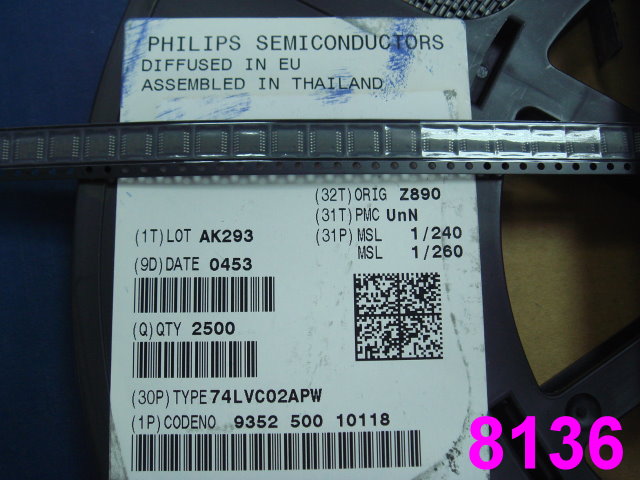 PHILIPS SEMICONDUCTORS
DIFFUSED IN EU
ASSEMBLED IN THAILAND
(32T)ORIG Z890
(31T)PMC UnN
(1T)LOT AK293
(31P)MSL 1/240
MSL 1/260
(9D)DATE 0453
(Q)QTY 2500
(30P)TYPE74LVC02APW
(1P)CODENO 9352 500 10118
8136